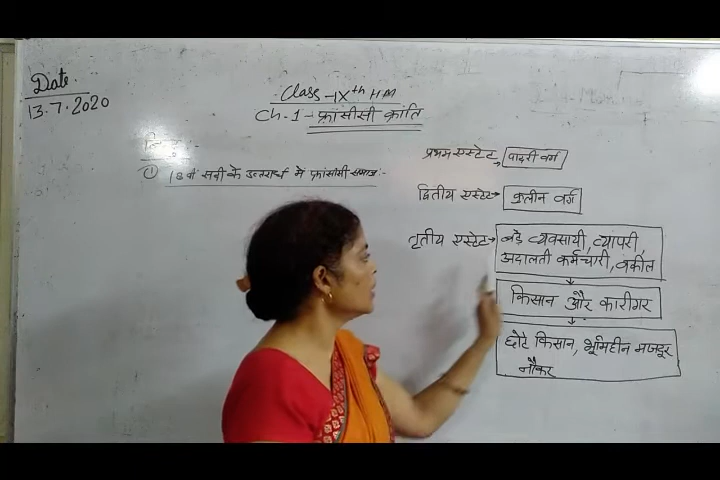 Date
13.7.2020
Class - IXth HM
Ch. 1 - फ्रांसीसी क्रांति
① 18 वीं सदी के उत्तरार्ध में फ्रांसीसी समाज:-
प्रथम एस्टेट → पादरी वर्ग
द्वितीय एस्टेट → कुलीन वर्ग
तृतीय एस्टेट → बड़े व्यवसायी, व्यापारी,
अदालती कर्मचारी, वकील
किसान और कारीगर
छोटे किसान, भूमिहीन मजदूर
नौकर